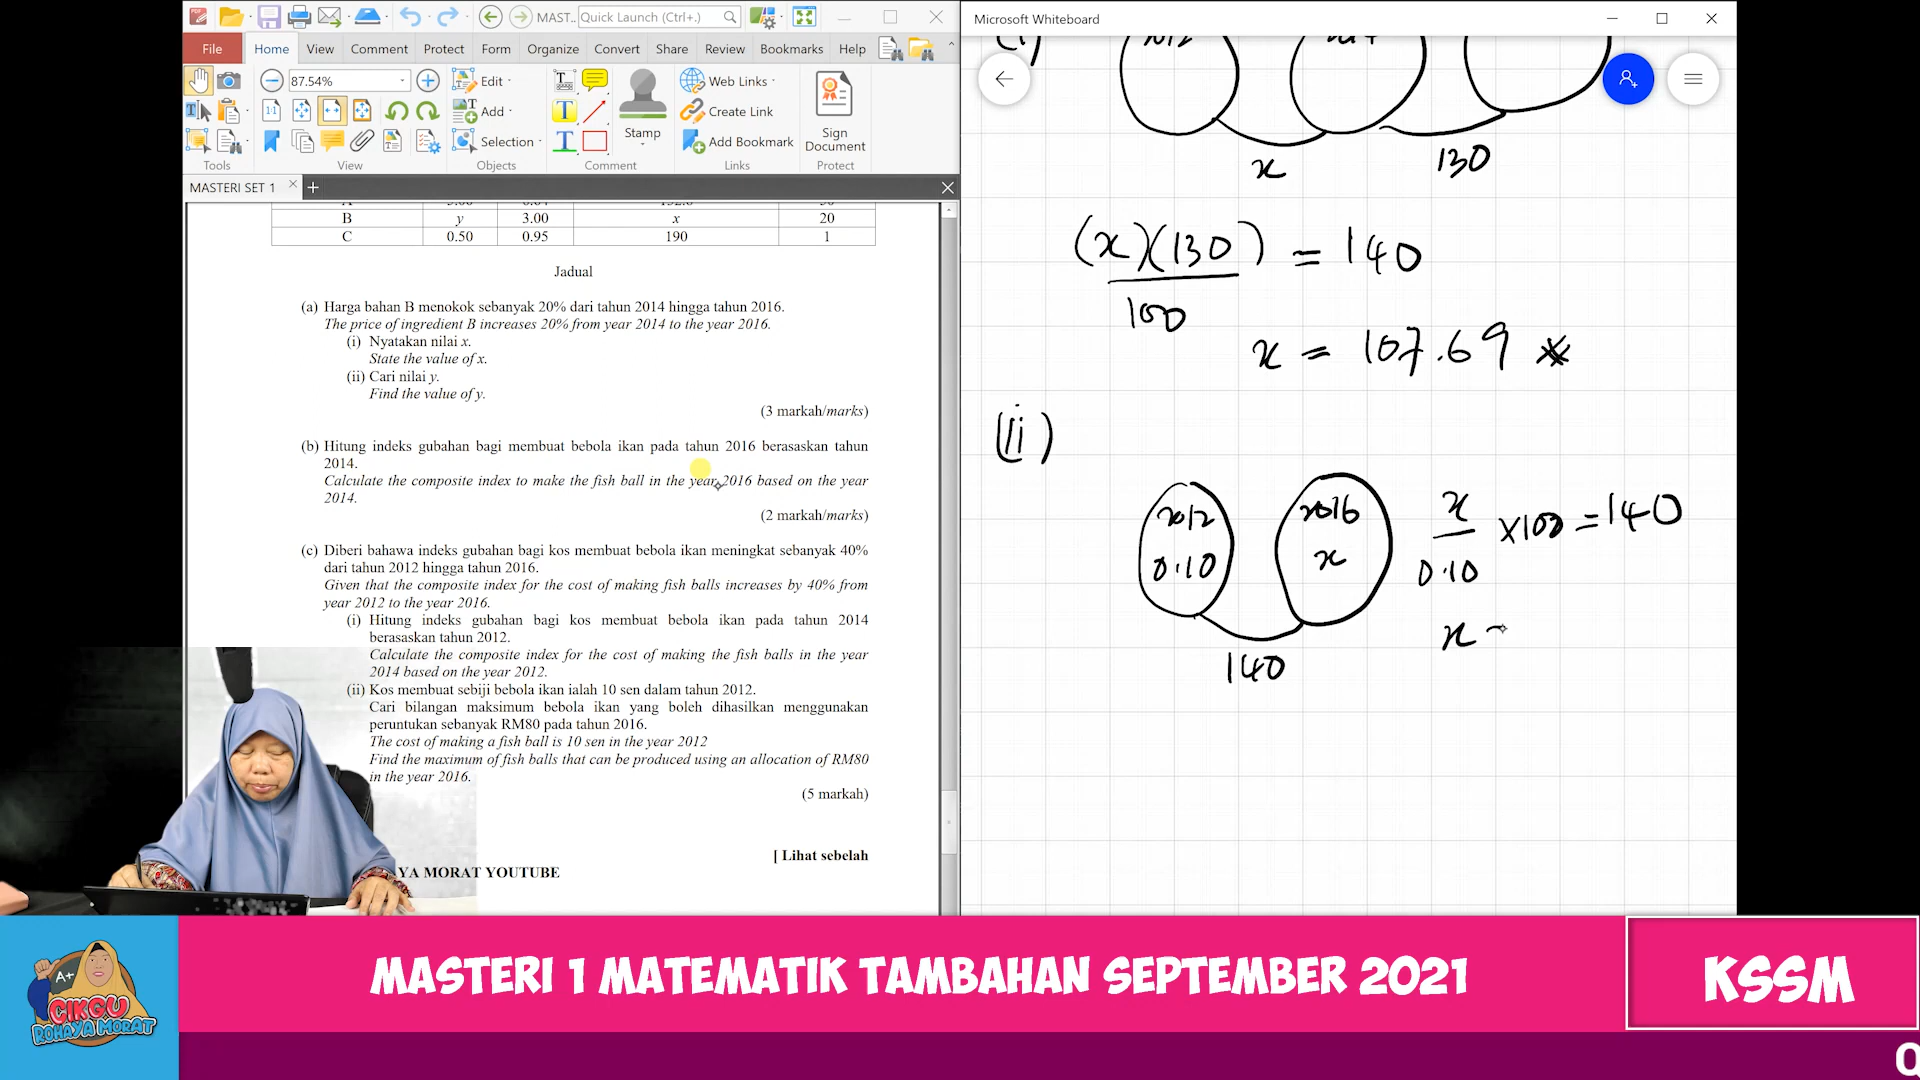 MAST..
Quick Launch (Ctrl+.)
File Home View Comment Protect Form Organize Convert Share Review Bookmarks Help
87.54%
Edit
Add
Selection
Stamp
Web Links
Create Link
Add Bookmark
Sign
Document
Tools View Objects Comment Links Protect
MASTERI SET 1
B y 3.00 x 20
C 0.50 0.95 190 1
Jadual
(a) Harga bahan B menokok sebanyak 20% dari tahun 2014 hingga tahun 2016.
The price of ingredient B increases 20% from year 2014 to the year 2016.
(i) Nyatakan nilai x.
State the value of x.
(ii) Cari nilai y.
Find the value of y.
(3 markah/marks)
(b) Hitung indeks gubahan bagi membuat bebola ikan pada tahun 2016 berasaskan tahun
2014.
Calculate the composite index to make the fish ball in the year 2016 based on the year
2014.
(2 markah/marks)
(c) Diberi bahawa indeks gubahan bagi kos membuat bebola ikan meningkat sebanyak 40%
dari tahun 2012 hingga tahun 2016.
Given that the composite index for the cost of making fish balls increases by 40% from
year 2012 to the year 2016.
(i) Hitung indeks gubahan bagi kos membuat bebola ikan pada tahun 2014
berasaskan tahun 2012.
Calculate the composite index for the cost of making the fish balls in the year
2014 based on the year 2012.
(ii) Kos membuat sebiji bebola ikan ialah 10 sen dalam tahun 2012.
Cari bilangan maksimum bebola ikan yang boleh dihasilkan menggunakan
peruntukan sebanyak RM80 pada tahun 2016.
The cost of making a fish ball is 10 sen in the year 2012
Find the maximum of fish balls that can be produced using an allocation of RM80
in the year 2016.
(5 markah)
[ Lihat sebelah
YA MORAT YOUTUBE
Microsoft Whiteboard
x 130
(x)(130) = 140
100
x = 107.69 *
(ii)
2012 2016
0.10 x
140
x/0.10 ×100 = 140
x =
A+
CIKGU
ROHAYA MORAT
MASTERI 1 MATEMATIK TAMBAHAN SEPTEMBER 2021
KSSM